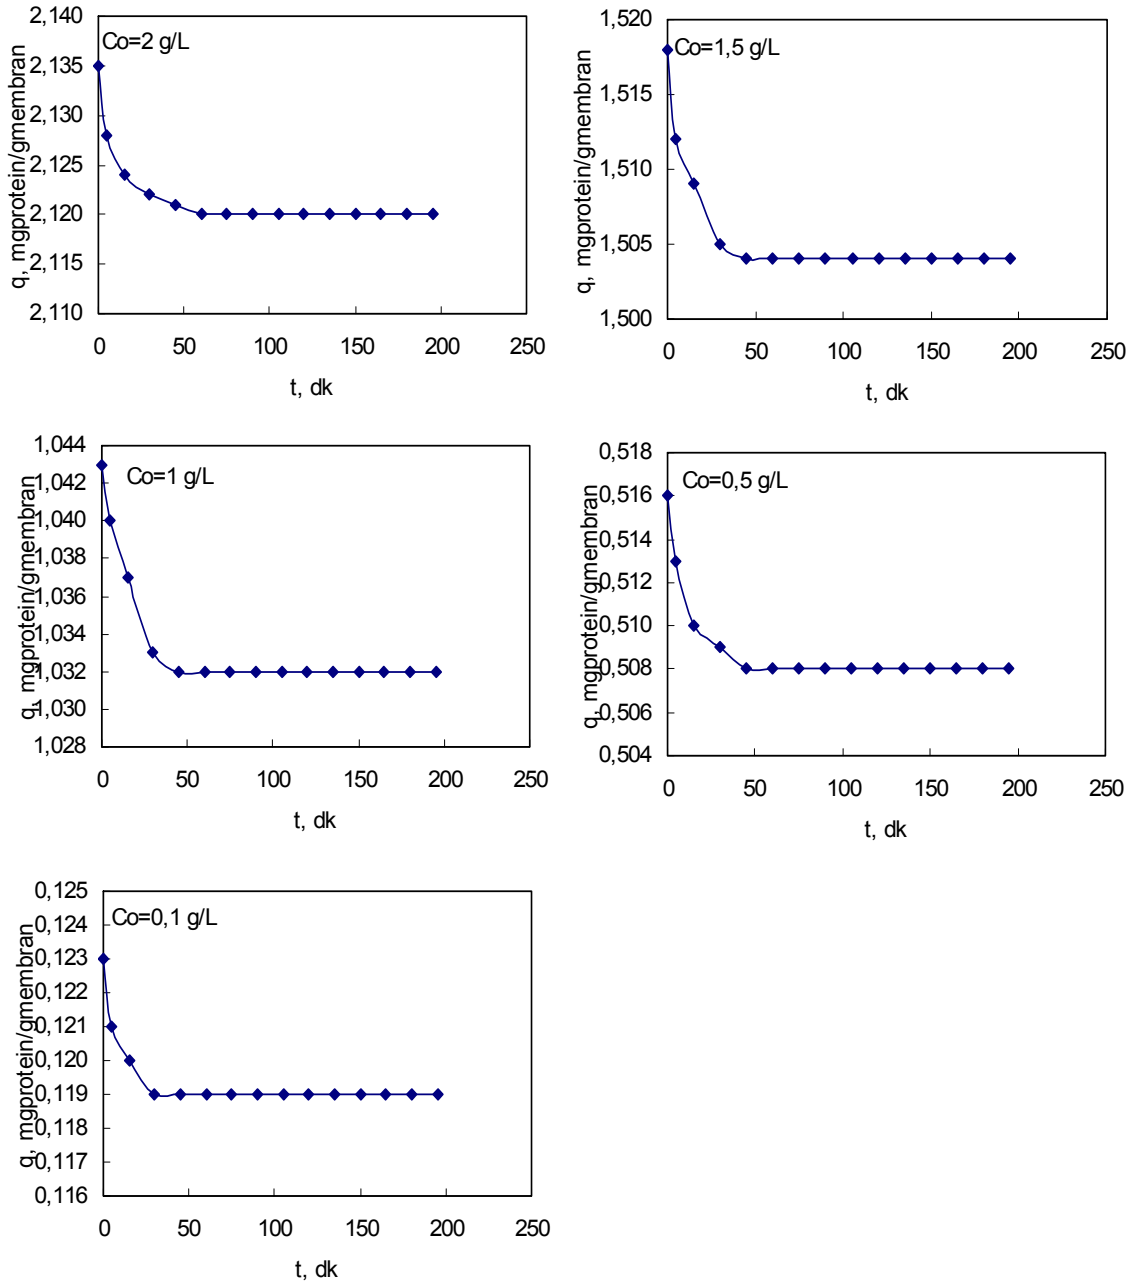 Co=2 g/L
q, mgprotein/gmembran
2,140
2,135
2,130
2,125
2,120
2,115
2,110
0 50 100 150 200 250
t, dk
Co=1,5 g/L
q, mgprotein/gmembran
1,520
1,515
1,510
1,505
1,500
0 50 100 150 200 250
t, dk
Co=1 g/L
q, mgprotein/gmembran
1,044
1,042
1,040
1,038
1,036
1,034
1,032
1,030
1,028
0 50 100 150 200 250
t, dk
Co=0,5 g/L
q, mgprotein/gmembran
0,518
0,516
0,514
0,512
0,510
0,508
0,506
0,504
0 50 100 150 200 250
t, dk
Co=0,1 g/L
q, mgprotein/gmembran
0,125
0,124
0,123
0,122
0,121
0,120
0,119
0,118
0,117
0,116
0 50 100 150 200 250
t, dk